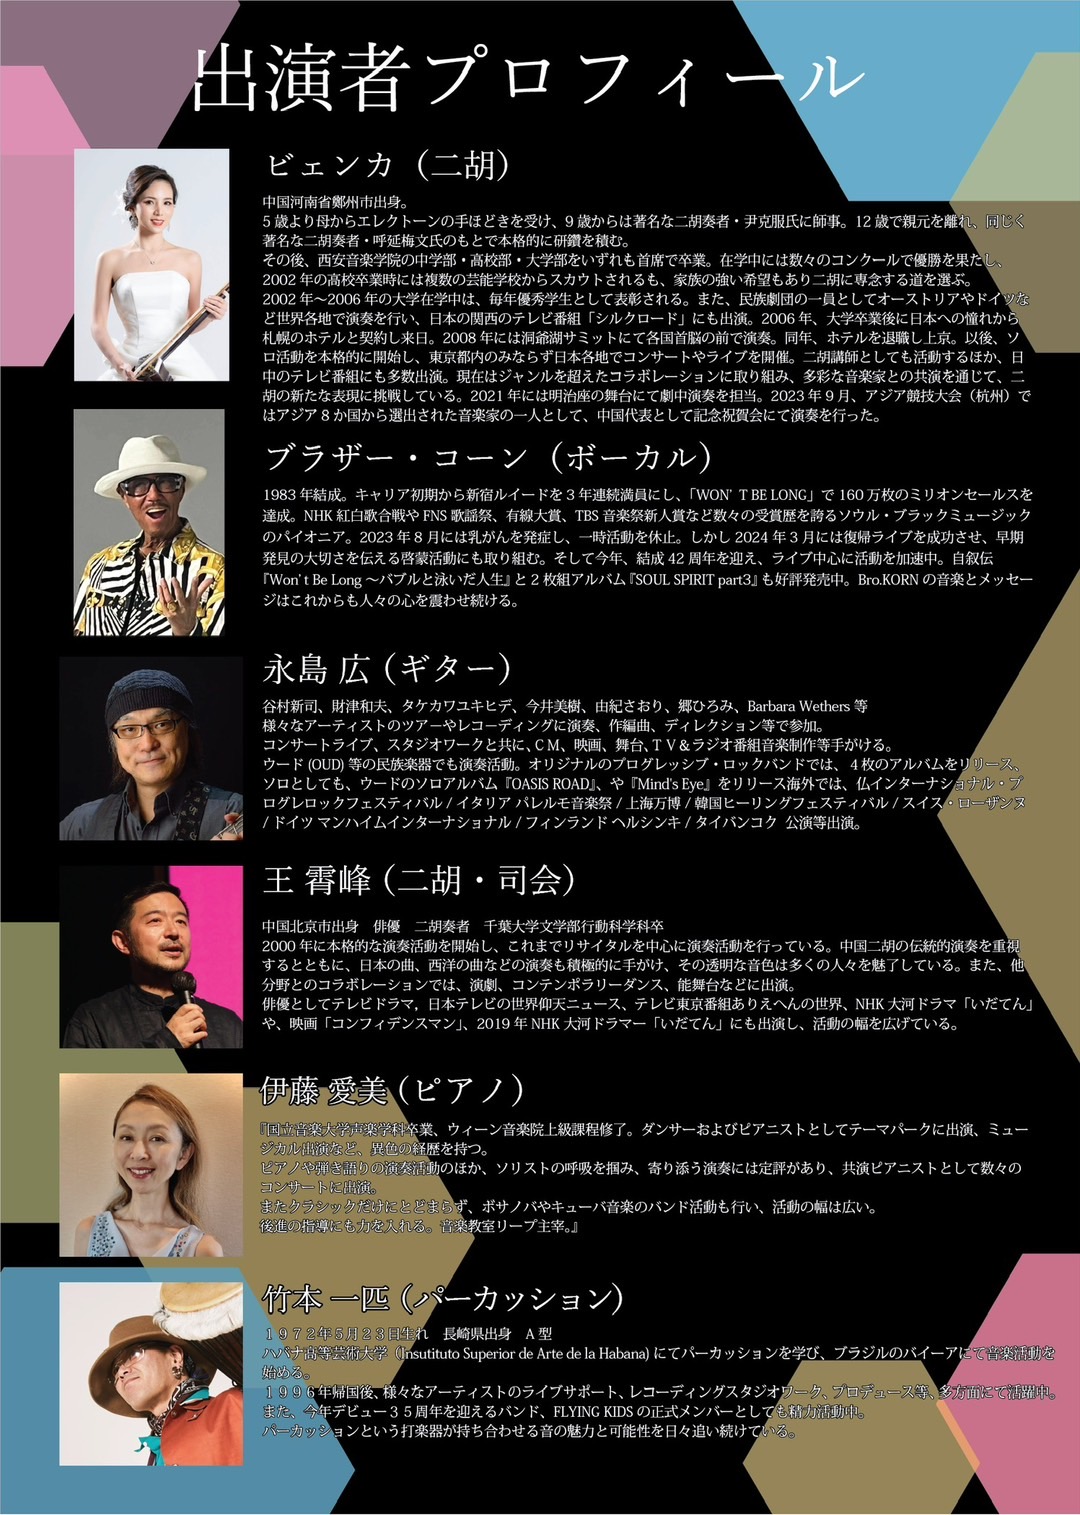 出演者プロフィール
ビェンカ（二胡）
中国河南省鄭州市出身。
5 歳より母からエレクトーンの手ほどきを受け、9 歳からは著名な二胡奏者・尹克服氏に師事。12 歳で親元を離れ、同じく
著名な二胡奏者・呼延梅文氏のもとで本格的に研鑽を積む。
その後、西安音楽学院の中学部・高校部・大学部をいずれも首席で卒業。在学中には数々のコンクールで優勝を果たし、
2002 年の高校卒業時には複数の芸能学校からスカウトされるも、家族の強い希望もあり二胡に専念する道を選ぶ。
2002 年〜2006 年の大学在学中は、毎年優秀学生として表彰される。また、民族劇団の一員としてオーストリアやドイツな
ど世界各地で演奏を行い、日本の関西のテレビ番組「シルクロード」にも出演。2006 年、大学卒業後に日本への憧れから
札幌のホテルと契約し来日。2008 年には洞爺湖サミットにて各国首脳の前で演奏。同年、ホテルを退職し上京。以後、ソ
ロ活動を本格的に開始し、東京都内のみならず日本各地でコンサートやライブを開催。二胡講師としても活動するほか、日
中のテレビ番組にも多数出演。現在はジャンルを超えたコラボレーションに取り組み、多彩な音楽家との共演を通じて、二
胡の新たな表現に挑戦している。2021 年には明治座の舞台にて劇中演奏を担当。2023 年 9 月、アジア競技大会（杭州）で
はアジア 8 か国から選出された音楽家の一人として、中国代表として記念祝賀会にて演奏を行った。
ブラザー・コーン（ボーカル）
1983 年結成。キャリア初期から新宿ルイードを 3 年連続満員にし、「WON’T BE LONG」で 160 万枚のミリオンセールスを
達成。NHK 紅白歌合戦や FNS 歌謡祭、有線大賞、TBS 音楽祭新人賞など数々の受賞歴を誇るソウル・ブラックミュージック
のパイオニア。2023 年 8 月には乳がんを発症し、一時活動を休止。しかし 2024 年 3 月には復帰ライブを成功させ、早期
発見の大切さを伝える啓蒙活動にも取り組む。そして今年、結成 42 周年を迎え、ライブ中心に活動を加速中。自叙伝
『Won’t Be Long 〜バブルと泳いだ人生』と 2 枚組アルバム『SOUL SPIRIT part3』も好評発売中。Bro.KORN の音楽とメッセー
ジはこれからも人々の心を震わせ続ける。
永島 広（ギター）
谷村新司、財津和夫、タケカワユキヒデ、今井美樹、由紀さおり、郷ひろみ、Barbara Wethers 等
様々なアーティストのツアーやレコーディングに演奏、作編曲、ディレクション等で参加。
コンサートライブ、スタジオワークと共に、ＣＭ、映画、舞台、ＴＶ＆ラジオ番組音楽制作等手がける。
ウード (OUD) 等の民族楽器でも演奏活動。オリジナルのプログレッシブ・ロックバンドでは、４枚のアルバムをリリース、
ソロとしても、ウードのソロアルバム『OASIS ROAD』、や『Mind's Eye』をリリース海外では、仏インターナショナル・プ
ログレロックフェスティバル / イタリア パレルモ音楽祭 / 上海万博 / 韓国ヒーリングフェスティバル / スイス・ローザンヌ
/ ドイツ マンハイムインターナショナル / フィンランド ヘルシンキ / タイバンコク 公演等出演。
王 霄峰（二胡・司会）
中国北京市出身　俳優　二胡奏者　千葉大学文学部行動科学科卒
2000 年に本格的な演奏活動を開始し、これまでリサイタルを中心に演奏活動を行っている。中国二胡の伝統的演奏を重視
するとともに、日本の曲、西洋の曲などの演奏も積極的に手がけ、その透明な音色は多くの人々を魅了している。また、他
分野とのコラボレーションでは、演劇、コンテンポラリーダンス、能舞台などに出演。
俳優としてテレビドラマ，日本テレビの世界仰天ニュース、テレビ東京番組ありえへんの世界、NHK 大河ドラマ「いだてん」
や、映画「コンフィデンスマン」、2019 年 NHK 大河ドラマー「いだてん」にも出演し、活動の幅を広げている。
伊藤 愛美（ピアノ）
『国立音楽大学声楽学科卒業、ウィーン音楽院上級課程修了。ダンサーおよびピアニストとしてテーマパークに出演、ミュー
ジカル出演など、異色の経歴を持つ。
ピアノや弾き語りの演奏活動のほか、ソリストの呼吸を掴み、寄り添う演奏には定評があり、共演ピアニストとして数々の
コンサートに出演。
またクラシックだけにとどまらず、ボサノバやキューバ音楽のバンド活動も行い、活動の幅は広い。
後進の指導にも力を入れる。音楽教室リーブ主宰。』
竹本 一匹（パーカッション）
１９７２年５月２３日生れ　長崎県出身　A 型
ハバナ高等芸術大学（Insutituto Superior de Arte de la Habana) にてパーカッションを学び、ブラジルのバイーアにて音楽活動を
始める。
１９９６年帰国後、様々なアーティストのライブサポート、レコーディングスタジオワーク、プロデュース等、多方面にて活躍中。
また、今年デビュー３５周年を迎えるバンド、FLYING KIDS の正式メンバーとしても精力活動中。
パーカッションという打楽器が持ち合わせる音の魅力と可能性を日々追い続けている。